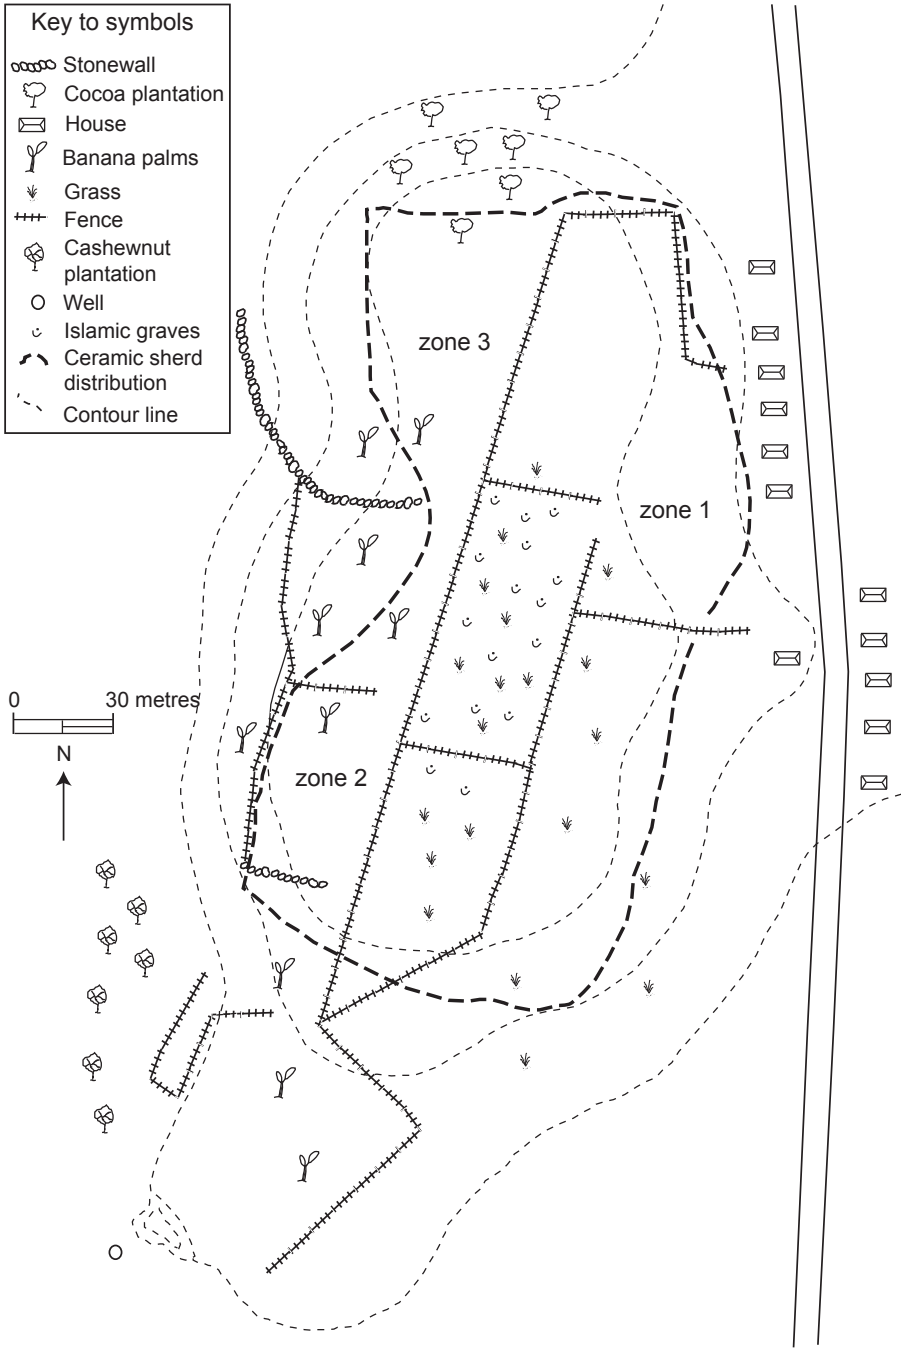 Key to symbols
Stonewall
Cocoa plantation
House
Banana palms
Grass
Fence
Cashewnut
plantation
Well
Islamic graves
Ceramic sherd
distribution
Contour line
zone 3
zone 1
0 30 metres
N
zone 2